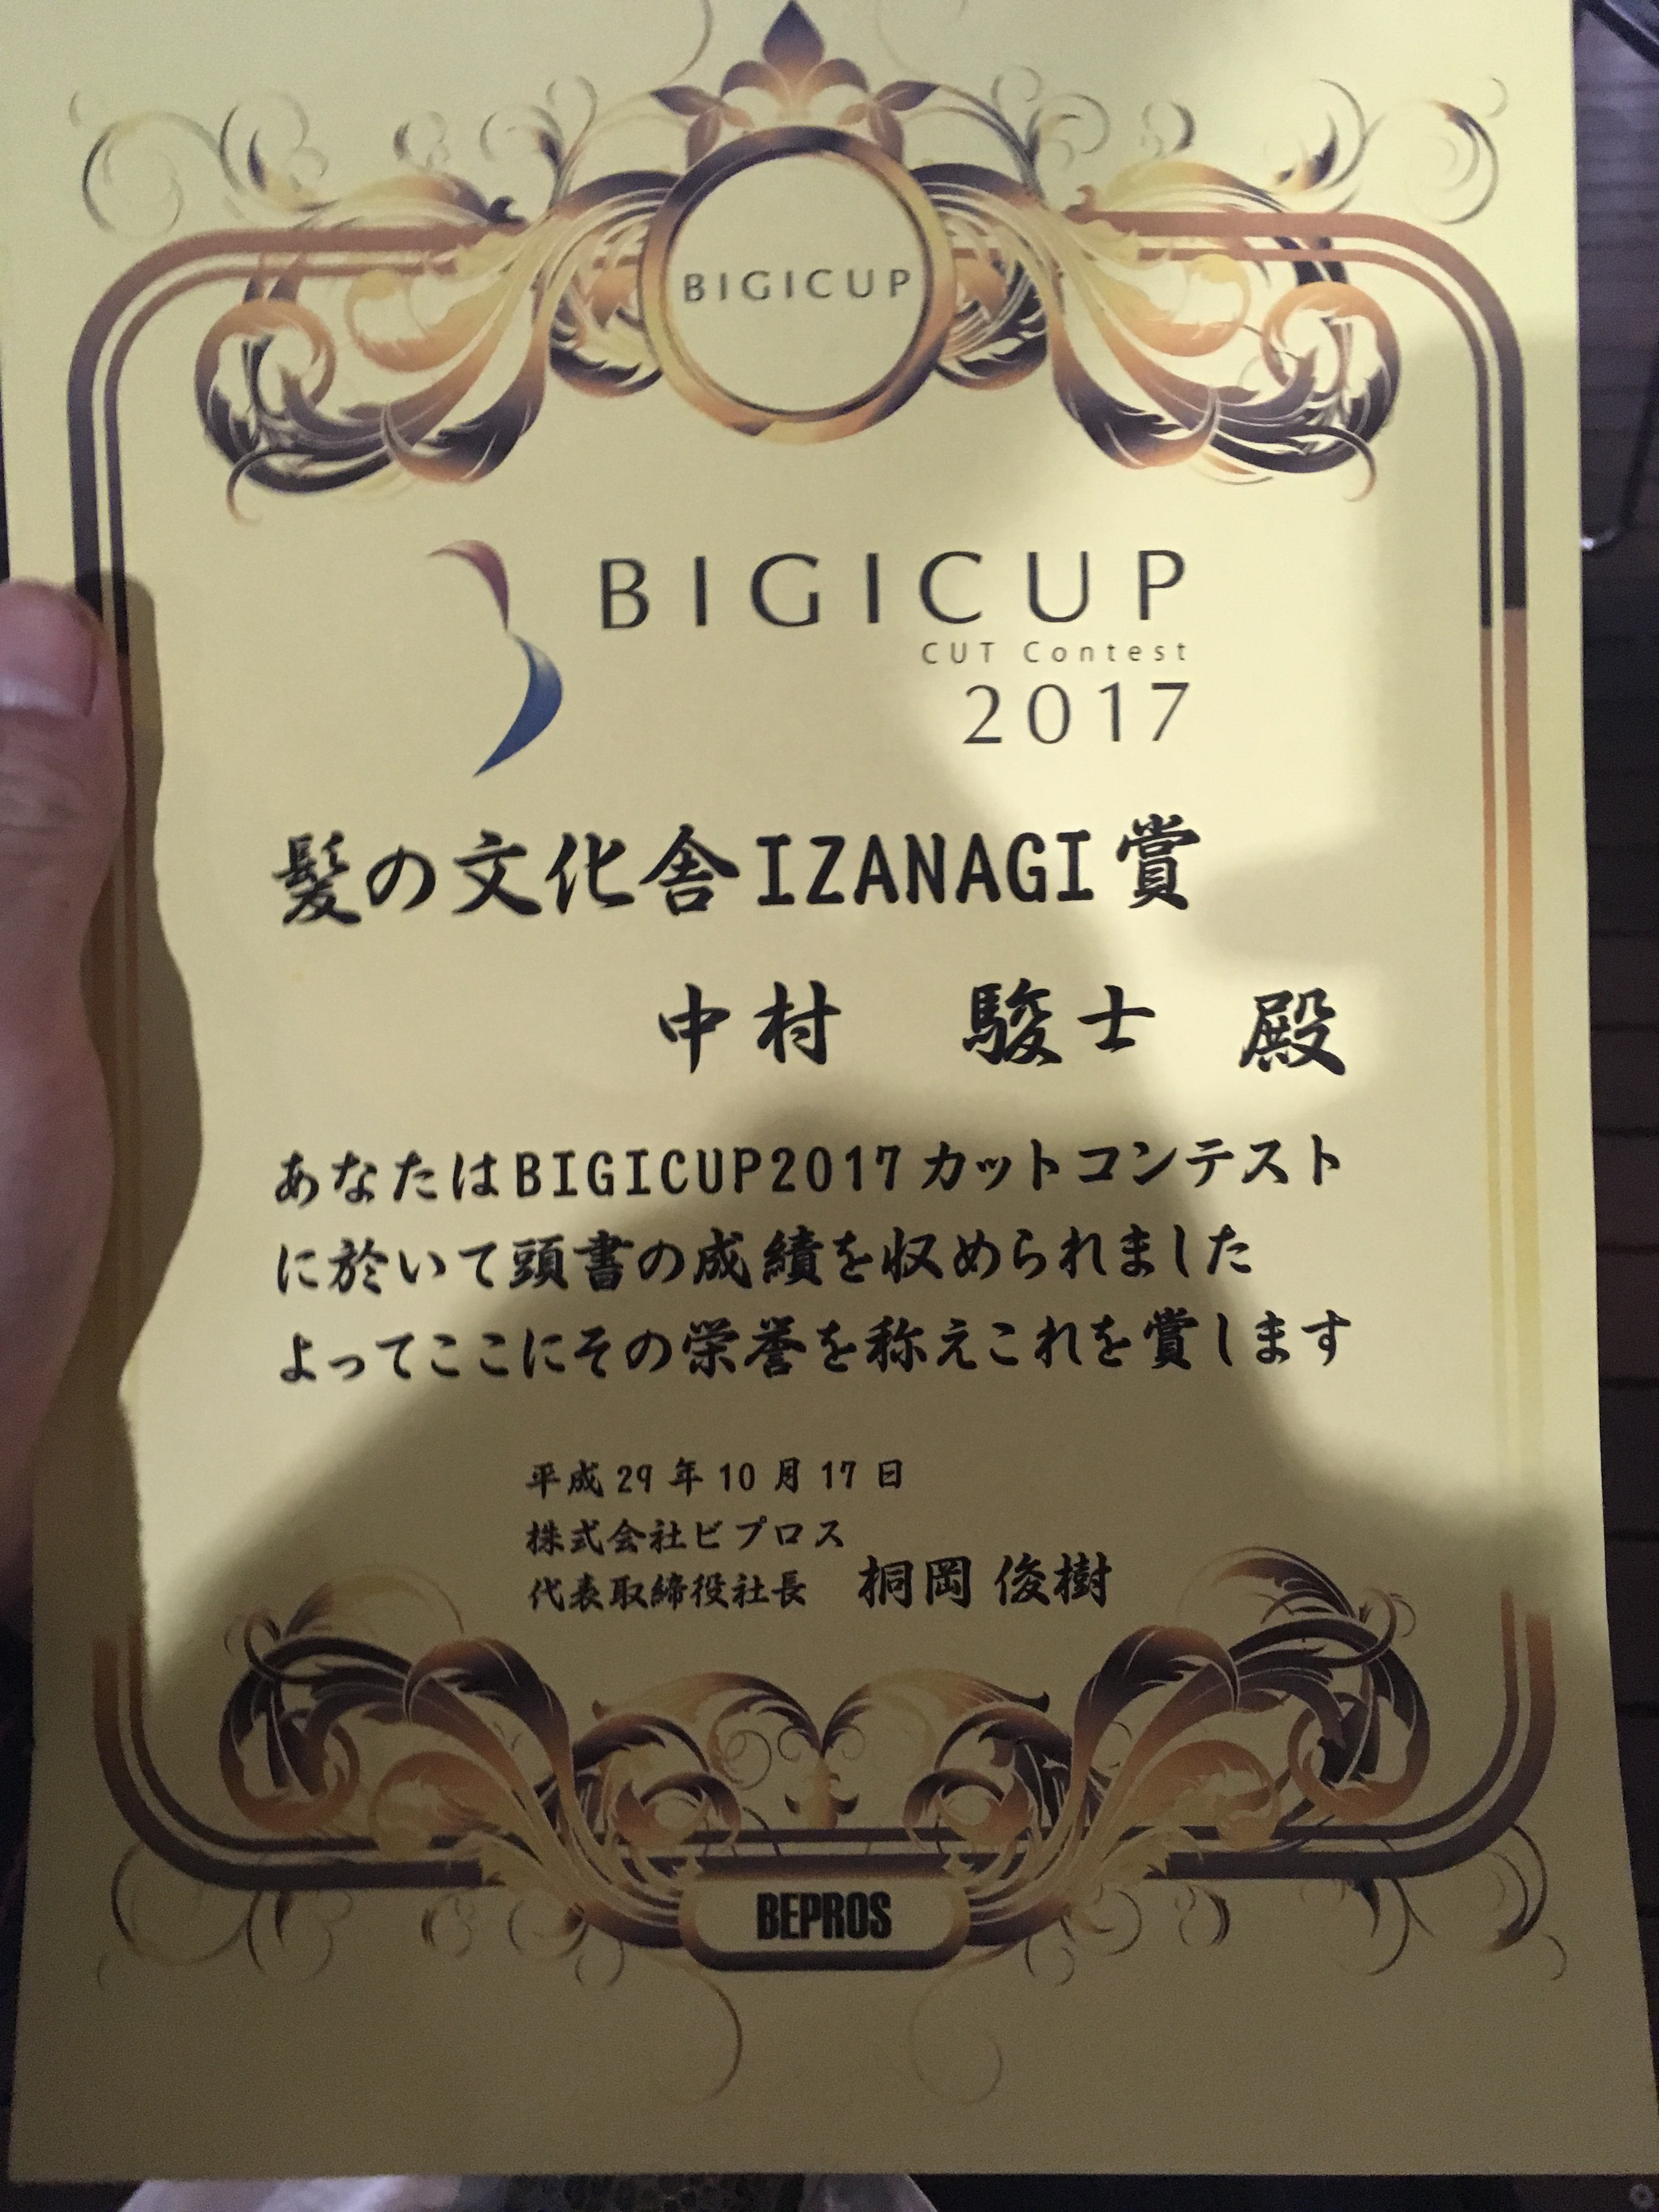 BIGICUP
BIGICUP
CUT Contest
2017
髪の文化舎IZANAGI賞
中村 駿士 殿
あなたはBIGICUP2017カットコンテスト
に於いて頭書の成績を収められました
よってここにその栄誉を称えこれを賞します
平成29年10月17日
株式会社ビプロス
代表取締役社長 桐岡 俊樹
BEPROS